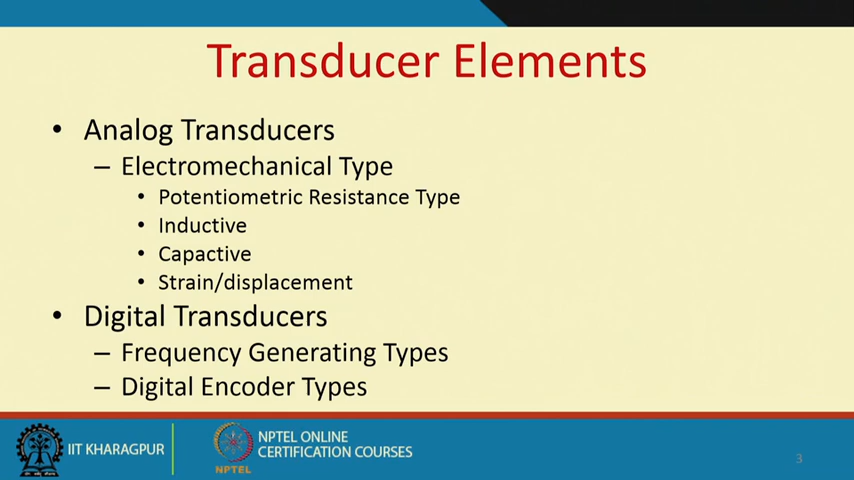 Transducer Elements
• Analog Transducers
– Electromechanical Type
• Potentiometric Resistance Type
• Inductive
• Capactive
• Strain/displacement
• Digital Transducers
– Frequency Generating Types
– Digital Encoder Types
IIT KHARAGPUR
NPTEL
NPTEL ONLINE
CERTIFICATION COURSES
3